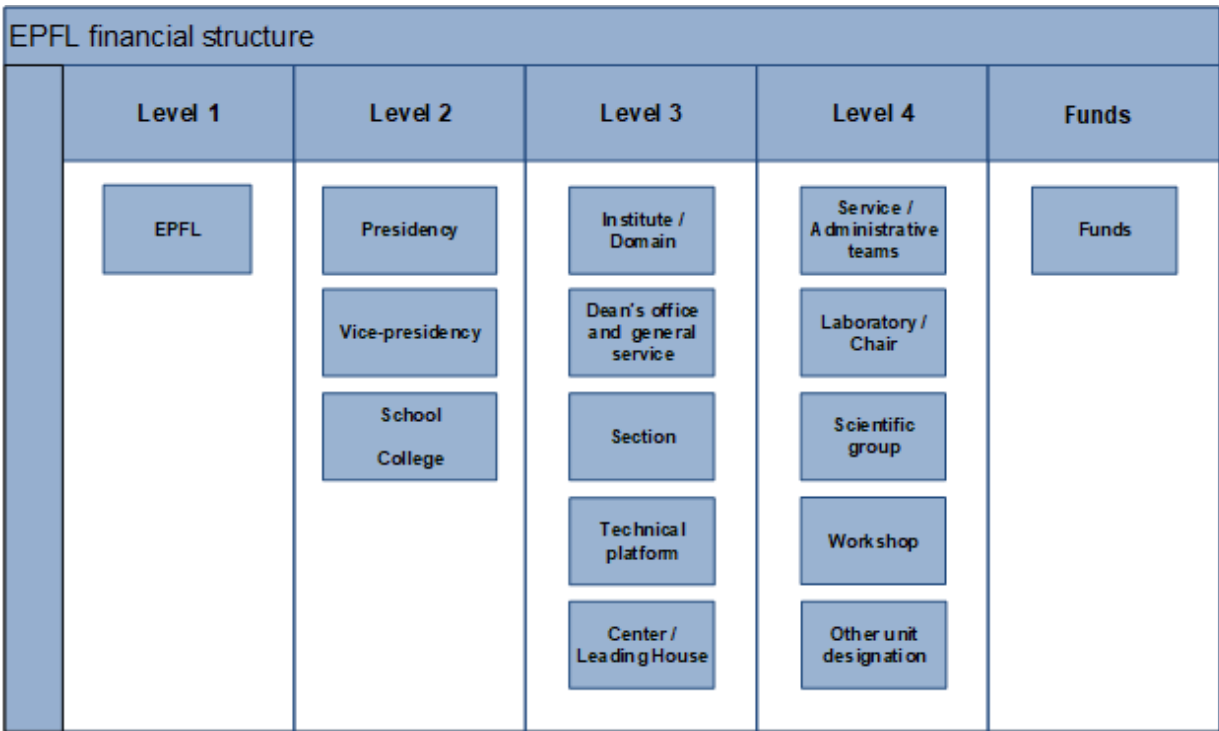 EPFL financial structure
Level 1
Level 2
Level 3
Level 4
Funds
EPFL
Presidency
Vice-presidency
School
College
Institute /
Domain
Dean's office
and general
service
Section
Technical
platform
Center /
Leading House
Service /
Administrative
teams
Laboratory /
Chair
Scientific
group
Workshop
Other unit
designation
Funds